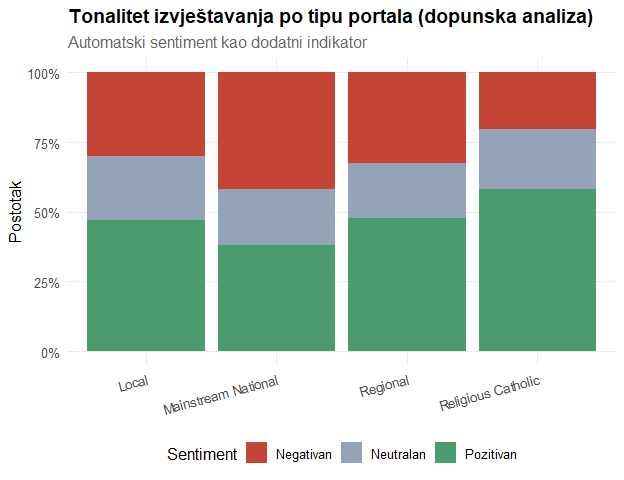 Tonalitet izvještavanja po tipu portala (dopunska analiza)
Automatski sentiment kao dodatni indikator
Postotak
100%
75%
50%
25%
0%
Local
Mainstream National
Regional
Religious Catholic
Sentiment
Negativan
Neutralan
Pozitivan